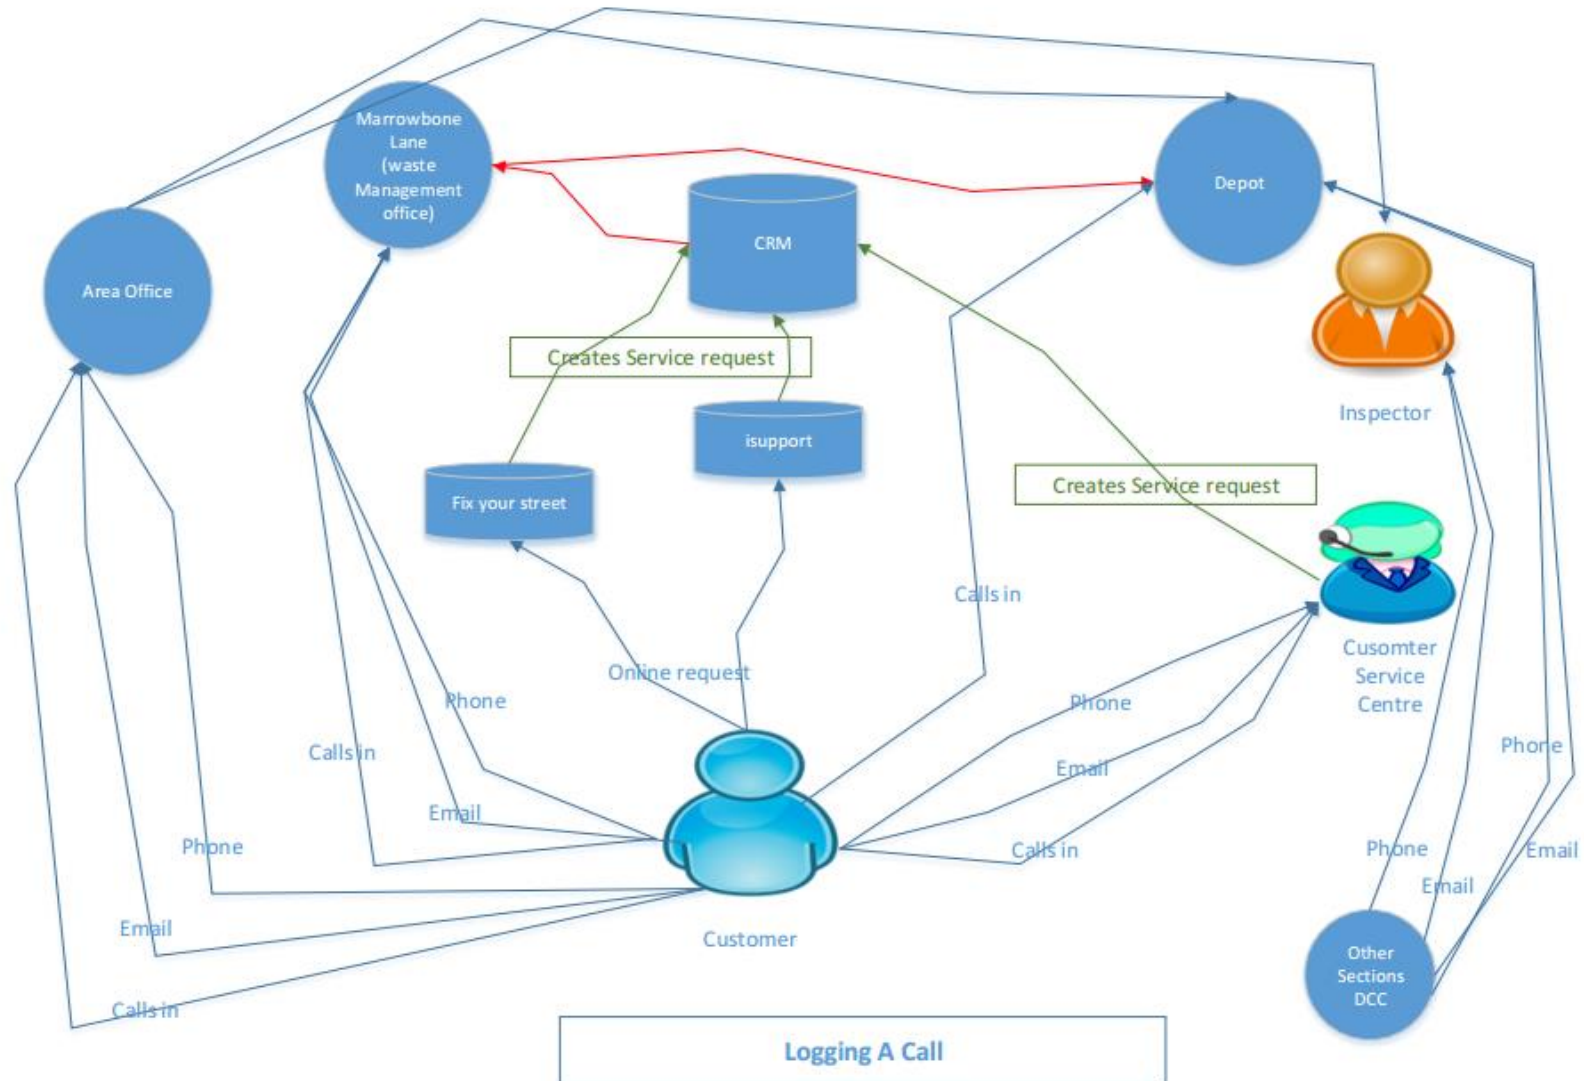 Marrowbone
Lane
(waste
Management
office)
Depot
CRM
Area Office
Creates Service request
Inspector
isupport
Fix your street
Creates Service request
Calls in
Cusomter
Service
Centre
Online request
Phone
Phone
Calls in
Phone
Email
Email
Phone
Calls in
Phone
Email
Email
Email
Customer
Other
Sections
DCC
Calls in
Logging A Call